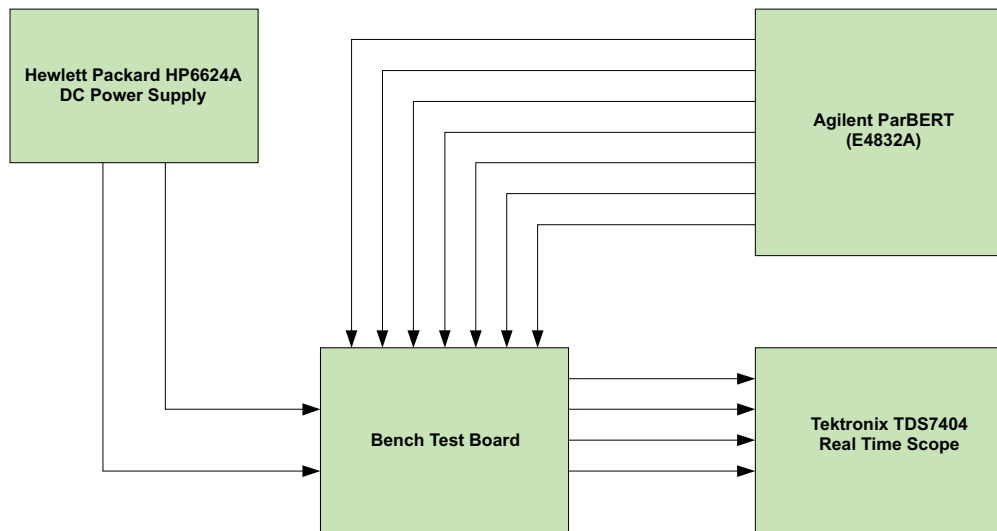 Hewlett Packard HP6624A
DC Power Supply
Agilent ParBERT
(E4832A)
Bench Test Board
Tektronix TDS7404
Real Time Scope